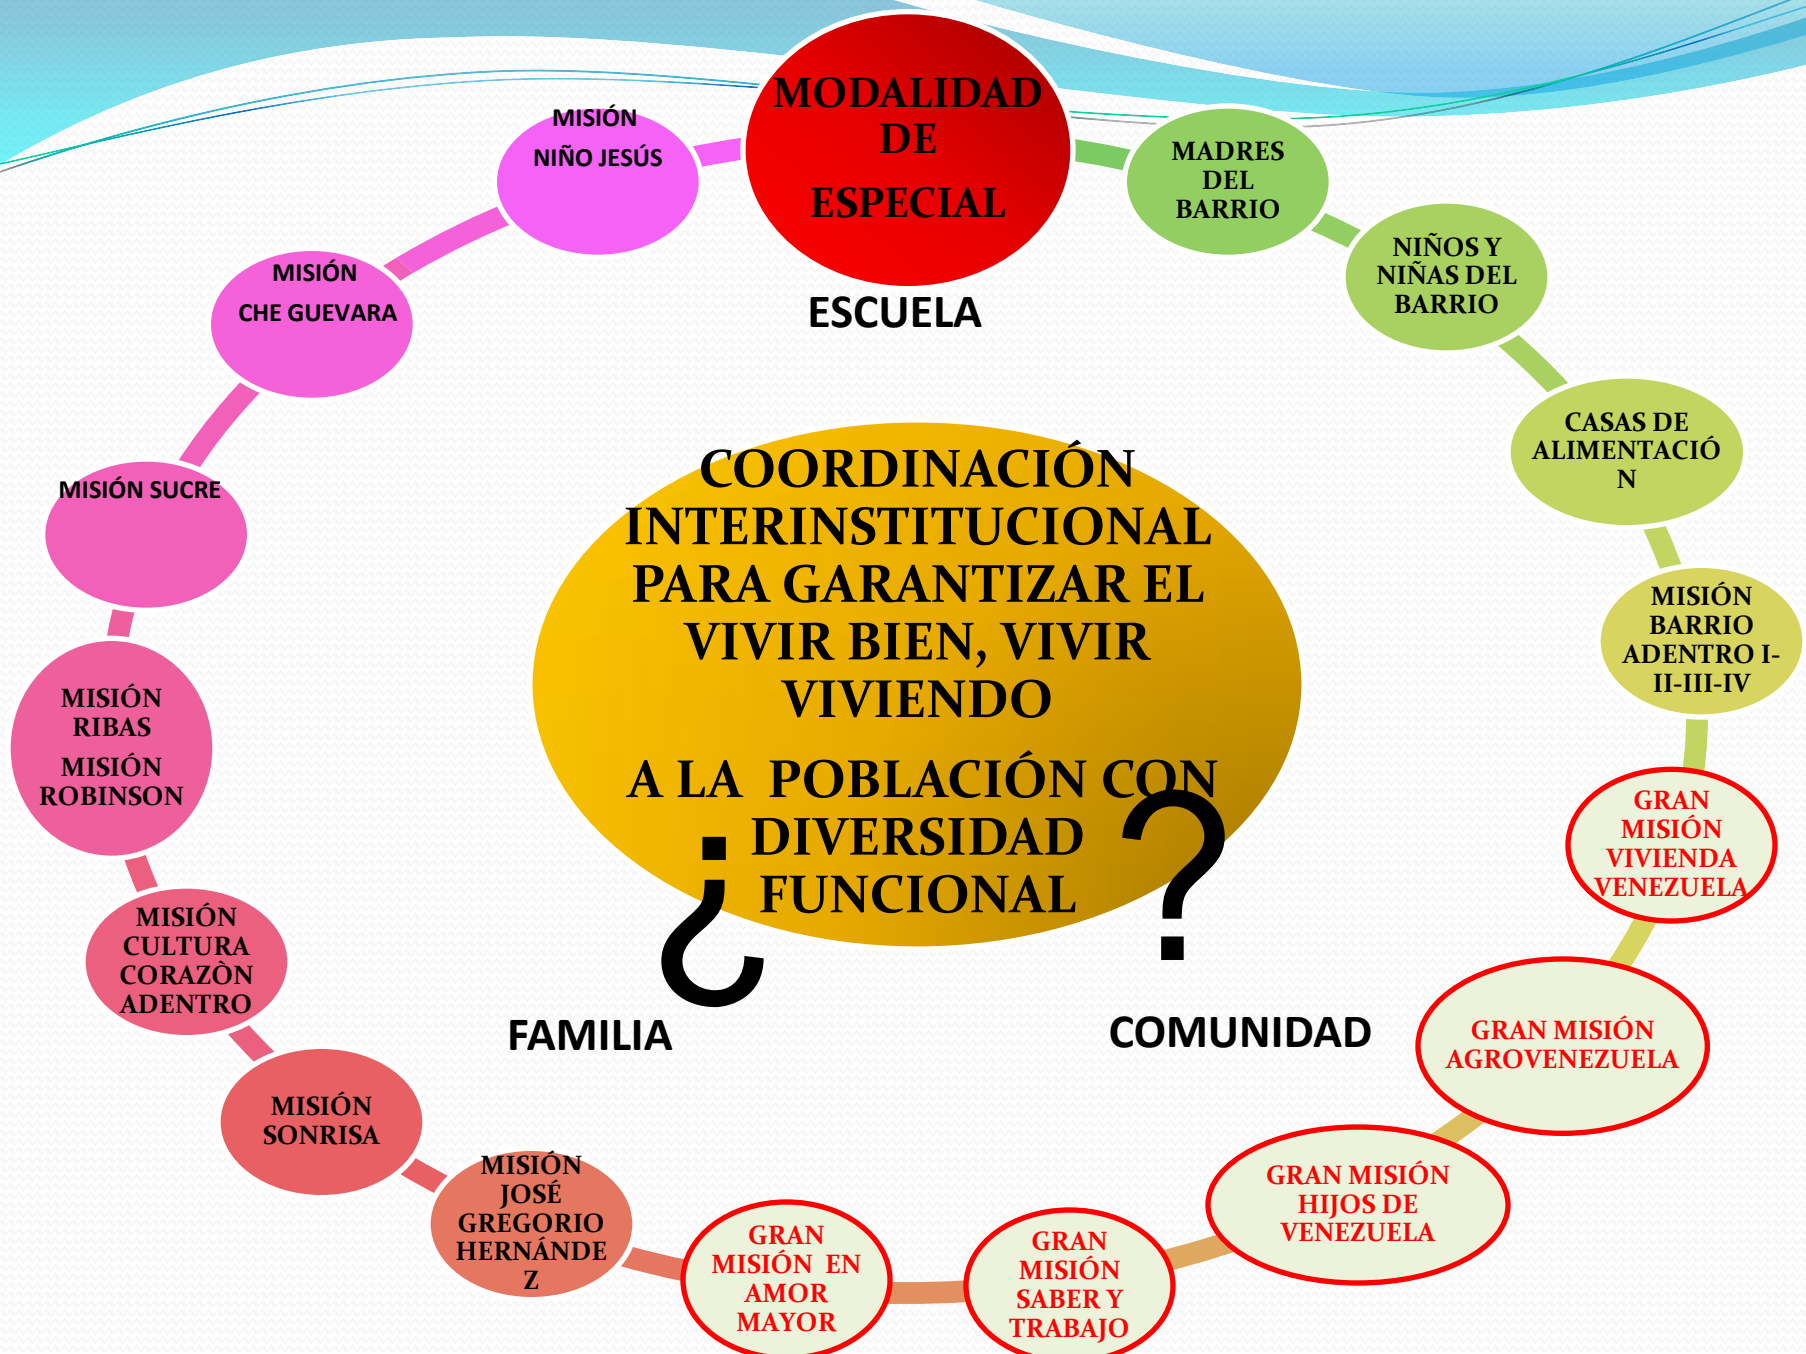 MODALIDAD
DE
ESPECIAL
ESCUELA
MADRES
DEL
BARRIO
NIÑOS Y
NIÑAS DEL
BARRIO
CASAS DE
ALIMENTACIÓ
N
MISIÓN
BARRIO
ADENTRO I-
II-III-IV
GRAN
MISIÓN
VIVIENDA
VENEZUELA
GRAN MISIÓN
AGROVENEZUELA
GRAN MISIÓN
HIJOS DE
VENEZUELA
GRAN
MISIÓN
SABER Y
TRABAJO
GRAN
MISIÓN EN
AMOR
MAYOR
MISIÓN
JOSÉ
GREGORIO
HERNÁNDE
Z
MISIÓN
SONRISA
MISIÓN
CULTURA
CORAZÒN
ADENTRO
MISIÓN
RIBAS
MISIÓN
ROBINSON
MISIÓN SUCRE
MISIÓN
CHE GUEVARA
MISIÓN
NIÑO JESÚS
COORDINACIÓN
INTERINSTITUCIONAL
PARA GARANTIZAR EL
VIVIR BIEN, VIVIR
VIVIENDO
A LA POBLACIÓN CON
DIVERSIDAD
FUNCIONAL
¿ ?
FAMILIA
COMUNIDAD